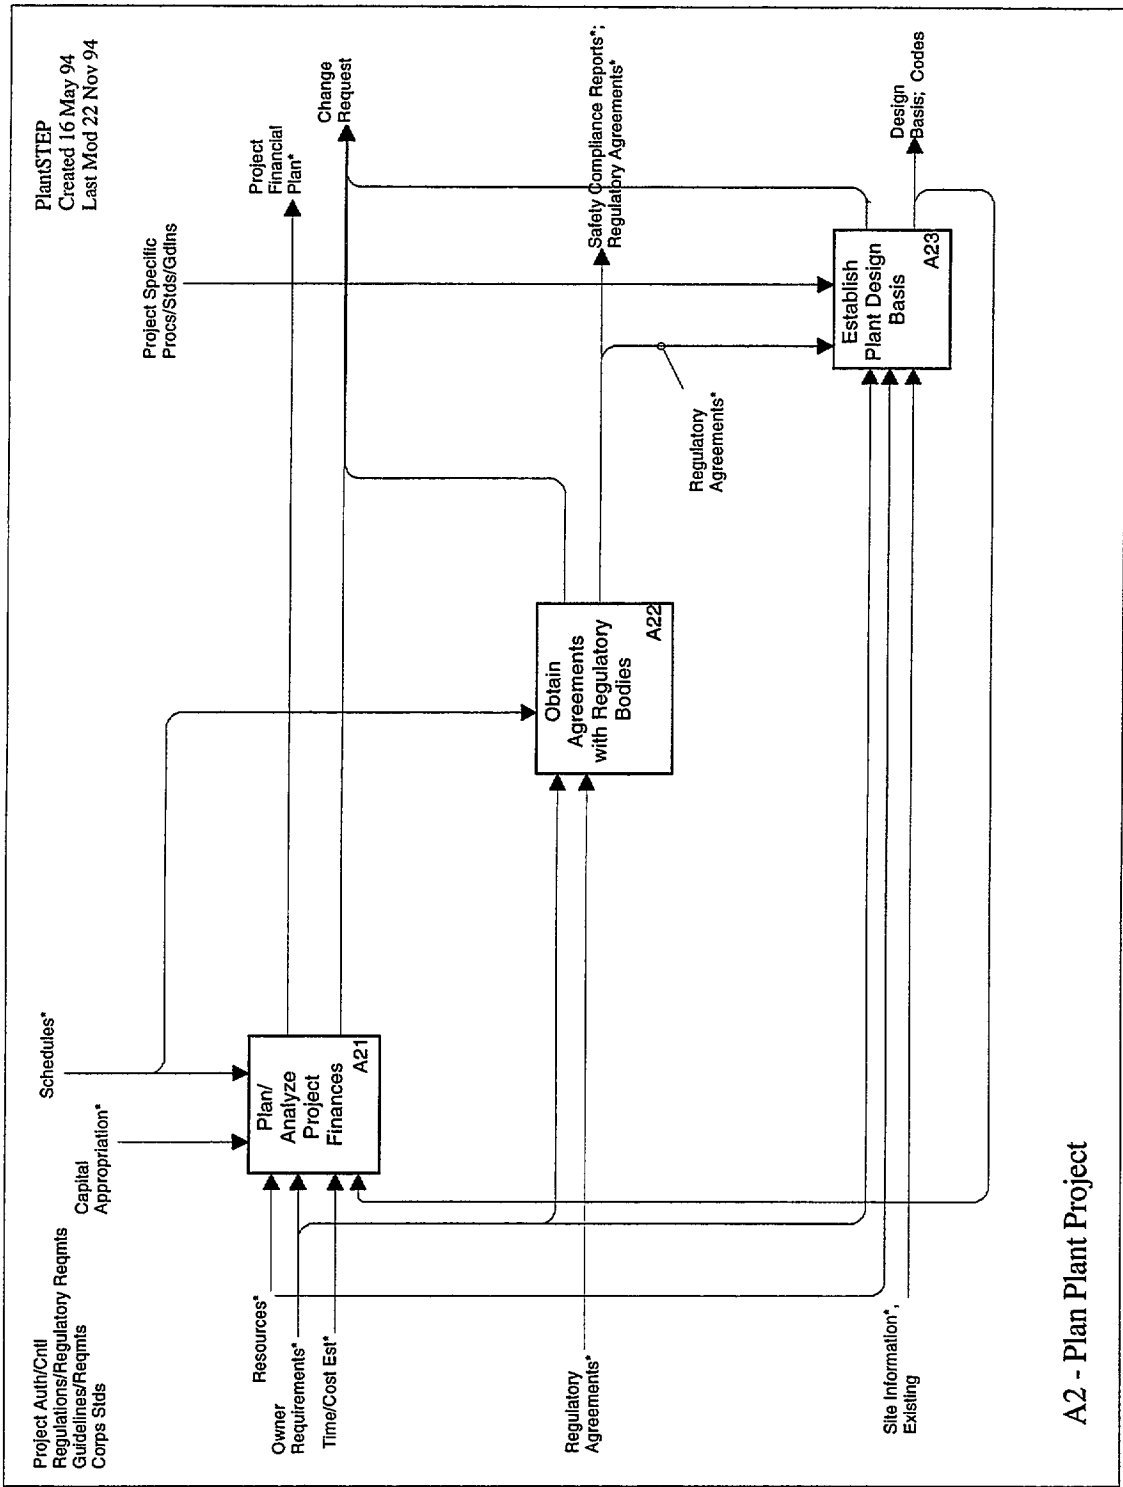 Project Auth/Cntl
Regulations/Regulatory Reqmts
Guidelines/Reqmts
Corps Stds
Capital
Appropriation*
Schedules*
Project Specific
Procs/Stds/Gdlns
PlantSTEP
Created 16 May 94
Last Mod 22 Nov 94
Resources*
Owner
Requirements*
Time/Cost Est*
Plan/
Analyze
Project
Finances
A21
Project
Financial
Plan*
Change
Request
Regulatory
Agreements*
Obtain
Agreements
with Regulatory
Bodies
A22
Safety Compliance Reports*;
Regulatory Agreements*
Regulatory
Agreements*
Site Information*,
Existing
Establish
Plant Design
Basis
A23
Design
Basis; Codes
A2 - Plan Plant Project